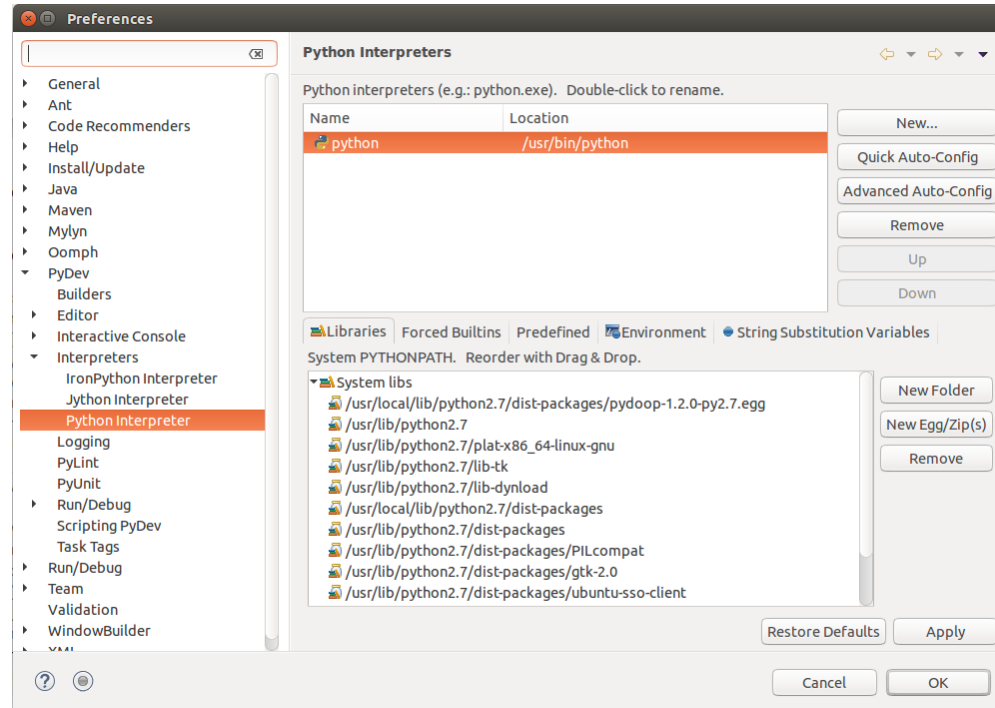 Preferences
General
Ant
Code Recommenders
Help
Install/Update
Java
Maven
Mylyn
Oomph
PyDev
Builders
Editor
Interactive Console
Interpreters
IronPython Interpreter
Jython Interpreter
Python Interpreter
Logging
PyLint
PyUnit
Run/Debug
Scripting PyDev
Task Tags
Run/Debug
Team
Validation
WindowBuilder
XML
Python Interpreters
Python interpreters (e.g.: python.exe). Double-click to rename.
Name Location
python /usr/bin/python
New...
Quick Auto-Config
Advanced Auto-Config
Remove
Up
Down
Libraries Forced Builtins Predefined Environment String Substitution Variables
System PYTHONPATH. Reorder with Drag & Drop.
System libs
/usr/local/lib/python2.7/dist-packages/pydoop-1.2.0-py2.7.egg
/usr/lib/python2.7
/usr/lib/python2.7/plat-x86_64-linux-gnu
/usr/lib/python2.7/lib-tk
/usr/lib/python2.7/lib-dynload
/usr/local/lib/python2.7/dist-packages
/usr/lib/python2.7/dist-packages
/usr/lib/python2.7/dist-packages/PILcompat
/usr/lib/python2.7/dist-packages/gtk-2.0
/usr/lib/python2.7/dist-packages/ubuntu-sso-client
New Folder
New Egg/Zip(s)
Remove
Restore Defaults Apply
Cancel OK